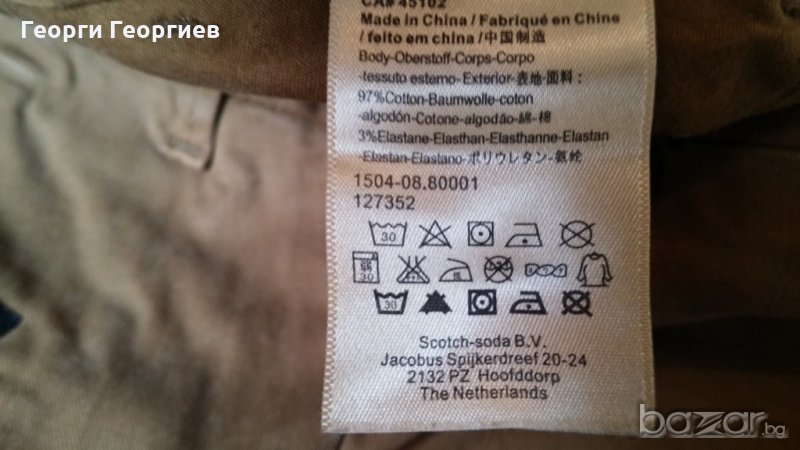 Георги Георгиев
CA# 45102
Made in China / Fabriqué en Chine
/ feito em china / 中国制造
Body-Oberstoff-Corps-Corpo
-tessuto esterno-Exterior-表地-面料：
97%Cotton-Baumwolle-coton
-algodón-Cotone-algodão-綿-棉
3%Elastane-Elasthan-Elasthanne-Elastan
-Elastan-Elastano-ポリウレタン-氨纶
1504-08.80001
127352
30
30
30
Scotch-soda B.V.
Jacobus Spijkerdreef 20-24
2132 PZ Hoofddorp
The Netherlands
bazar.bg